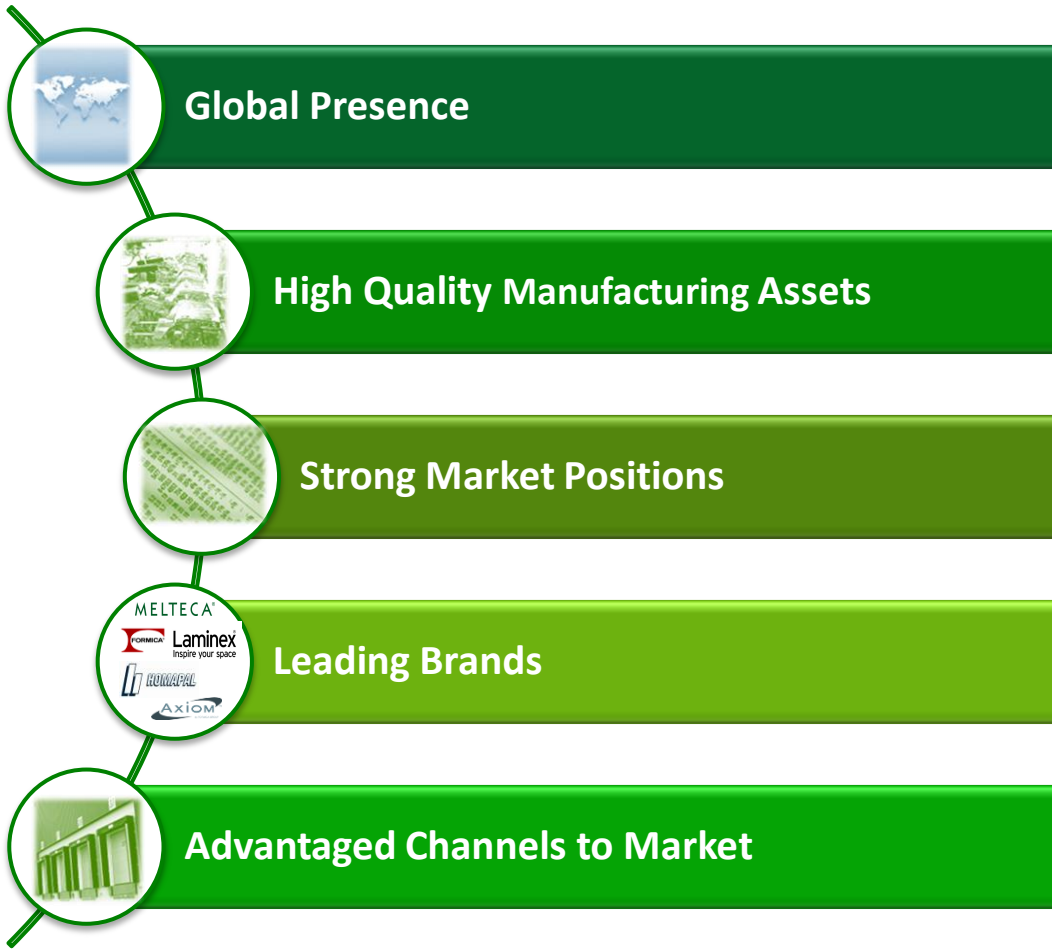 Global Presence
High Quality Manufacturing Assets
Strong Market Positions
MELTECA®
FORMICA
Laminex®
Inspire your space
HOMAPAL
AXIOM
Leading Brands
Advantaged Channels to Market